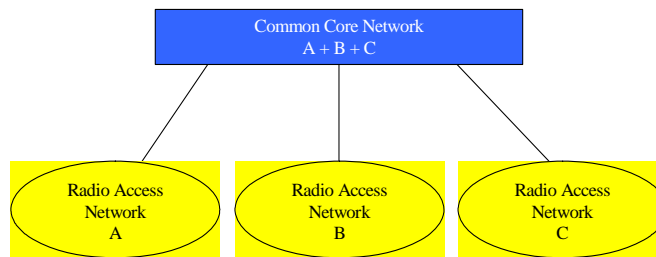 Common Core Network
A + B + C
Radio Access
Network
A
Radio Access
Network
B
Radio Access
Network
C